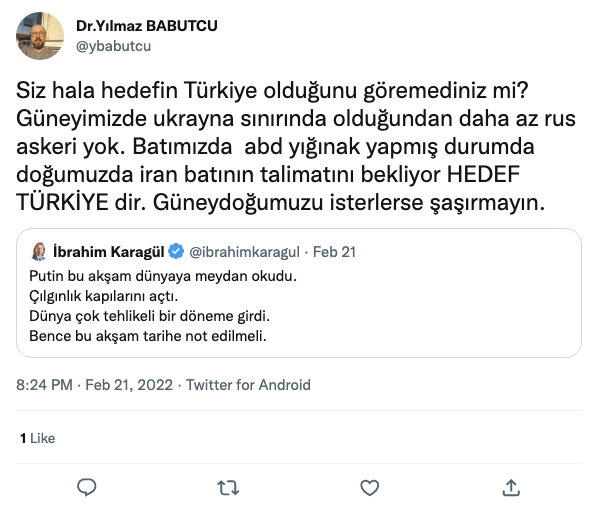 Dr.Yılmaz BABUTCU
@ybabutcu
Siz hala hedefin Türkiye olduğunu göremediniz mi?
Güneyimizde ukrayna sınırında olduğundan daha az rus
askeri yok. Batımızda  abd yığınak yapmış durumda
doğumuzda iran batının talimatını bekliyor HEDEF
TÜRKİYE dir. Güneydoğumuzu isterlerse şaşırmayın.
İbrahim Karagül @ibrahimkaragul · Feb 21
Putin bu akşam dünyaya meydan okudu.
Çılgınlık kapılarını açtı.
Dünya çok tehlikeli bir döneme girdi.
Bence bu akşam tarihe not edilmeli.
8:24 PM · Feb 21, 2022 · Twitter for Android
1 Like